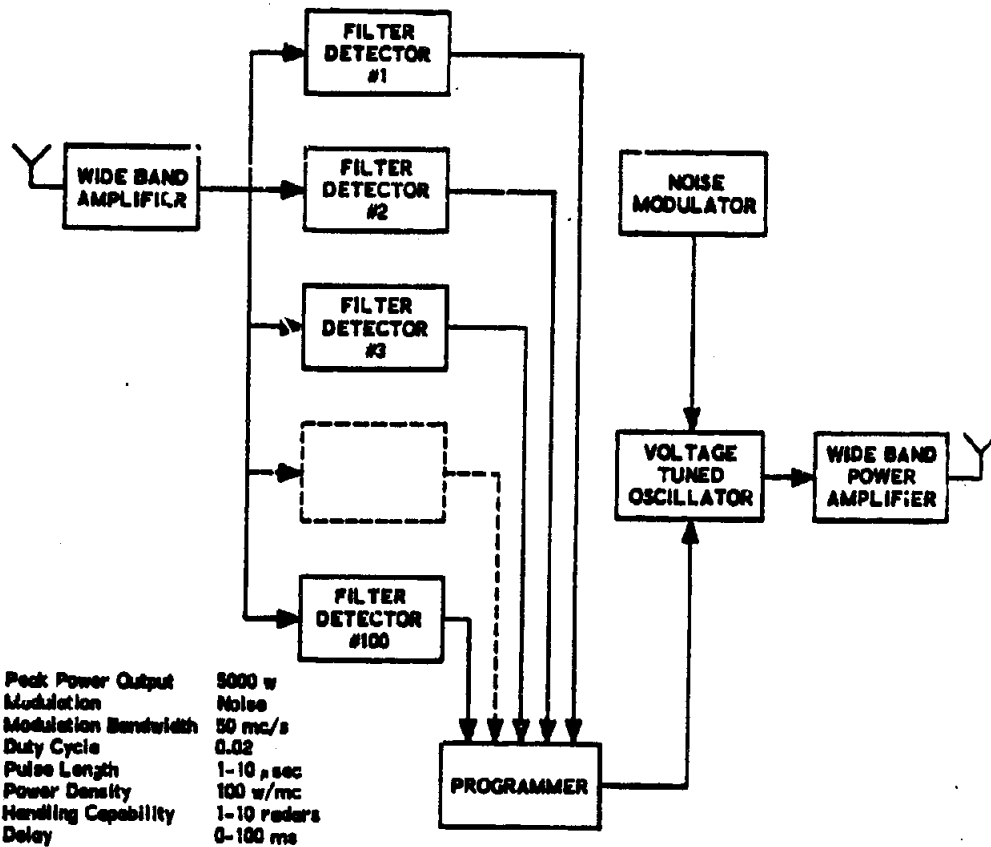 FILTER
DETECTOR
#1
WIDE BAND
AMPLIFIER
FILTER
DETECTOR
#2
NOISE
MODULATOR
FILTER
DETECTOR
#3
VOLTAGE
TUNED
OSCILLATOR
WIDE BAND
POWER
AMPLIFIER
FILTER
DETECTOR
#100
PROGRAMMER
Peak Power Output 5000 w
Modulation Noise
Modulation Bandwidth 50 mc/s
Duty Cycle 0.02
Pulse Length 1-10 μsec
Power Density 100 w/mc
Handling Capability 1-10 radars
Delay 0-100 ms